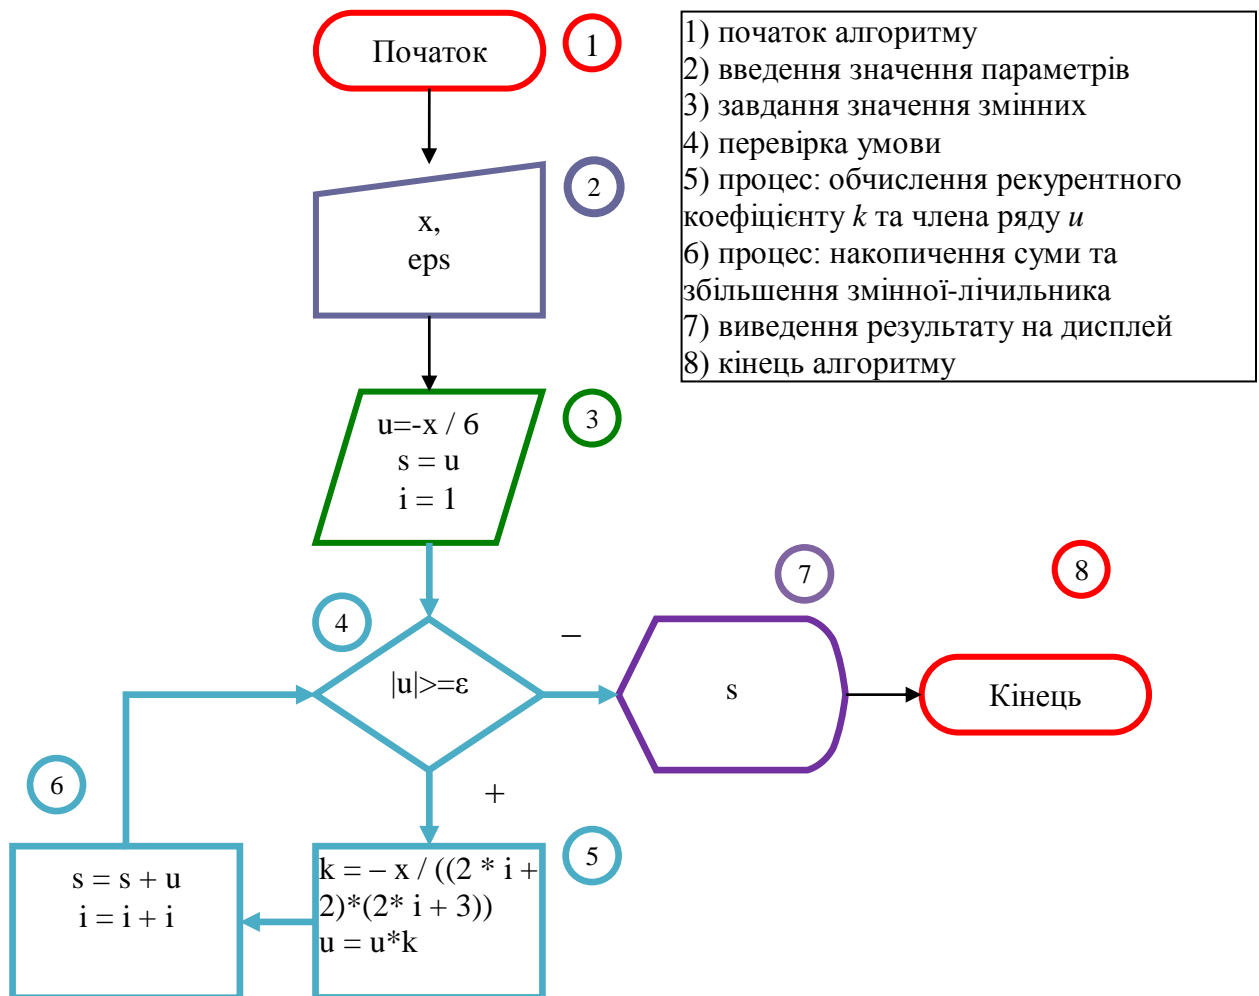 Початок
1
1) початок алгоритму
2) введення значення параметрів
3) завдання значення змінних
4) перевірка умови
5) процес: обчислення рекурентного
коефіцієнту k та члена ряду u
6) процес: накопичення суми та
збільшення змінної-лічильника
7) виведення результату на дисплей
8) кінець алгоритму
2
x,
eps
3
u=-x / 6
s = u
i = 1
4
|u|>=ε
–
7
s
8
Кінець
+
5
k = – x / ((2 * i +
2)*(2* i + 3))
u = u*k
6
s = s + u
i = i + i